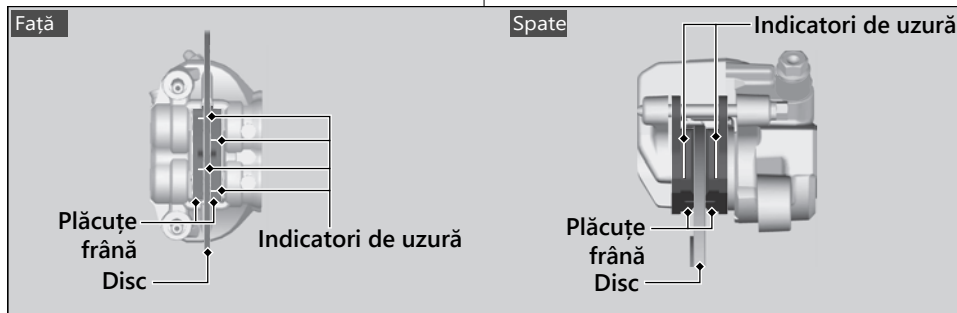 Față
Indicatori de uzură
Plăcuțe
frână
Disc
Spate
Indicatori de uzură
Plăcuțe
frână
Disc